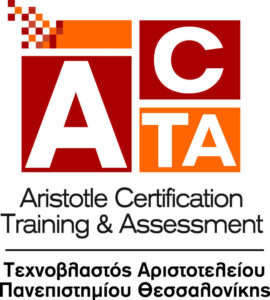 A
C
TA
Aristotle Certification
Training & Assessment
Τεχνοβλαστός Αριστοτελείου
Πανεπιστημίου Θεσσαλονίκης